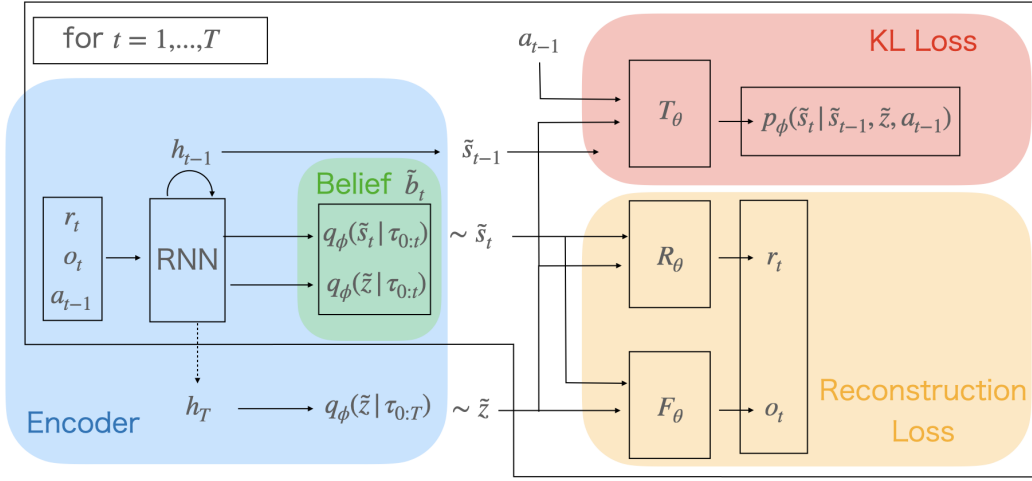 for t = 1,...,T
a_{t−1}
KL Loss
T_θ
p_ϕ(s̃_t | s̃_{t−1}, z̃, a_{t−1})
h_{t−1}
s̃_{t−1}
Belief b̃_t
r_t
o_t
a_{t−1}
RNN
q_ϕ(s̃_t | τ_{0:t})
∼ s̃_t
q_ϕ(z̃ | τ_{0:t})
R_θ
r_t
h_T
q_ϕ(z̃ | τ_{0:T})
∼ z̃
F_θ
o_t
Encoder
Reconstruction
Loss